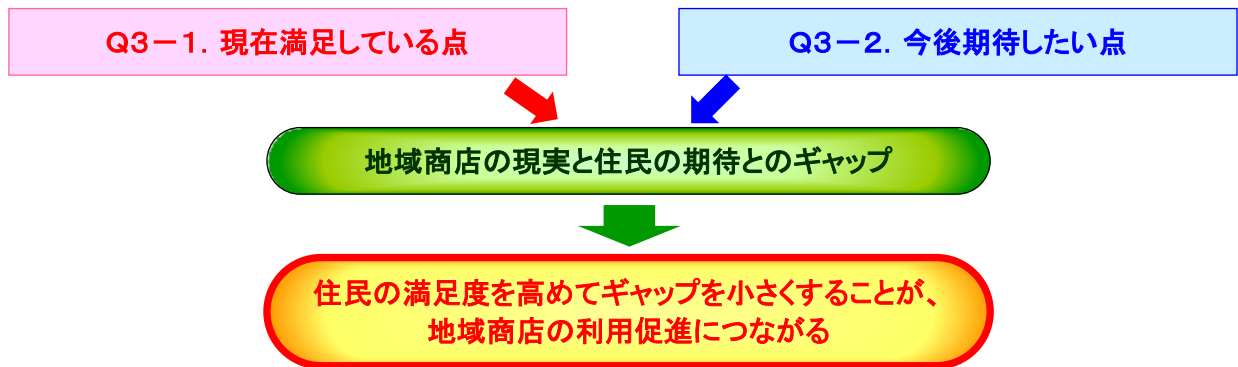 Q3－1．現在満足している点
Q3－2．今後期待したい点
地域商店の現実と住民の期待とのギャップ
住民の満足度を高めてギャップを小さくすることが、
地域商店の利用促進につながる